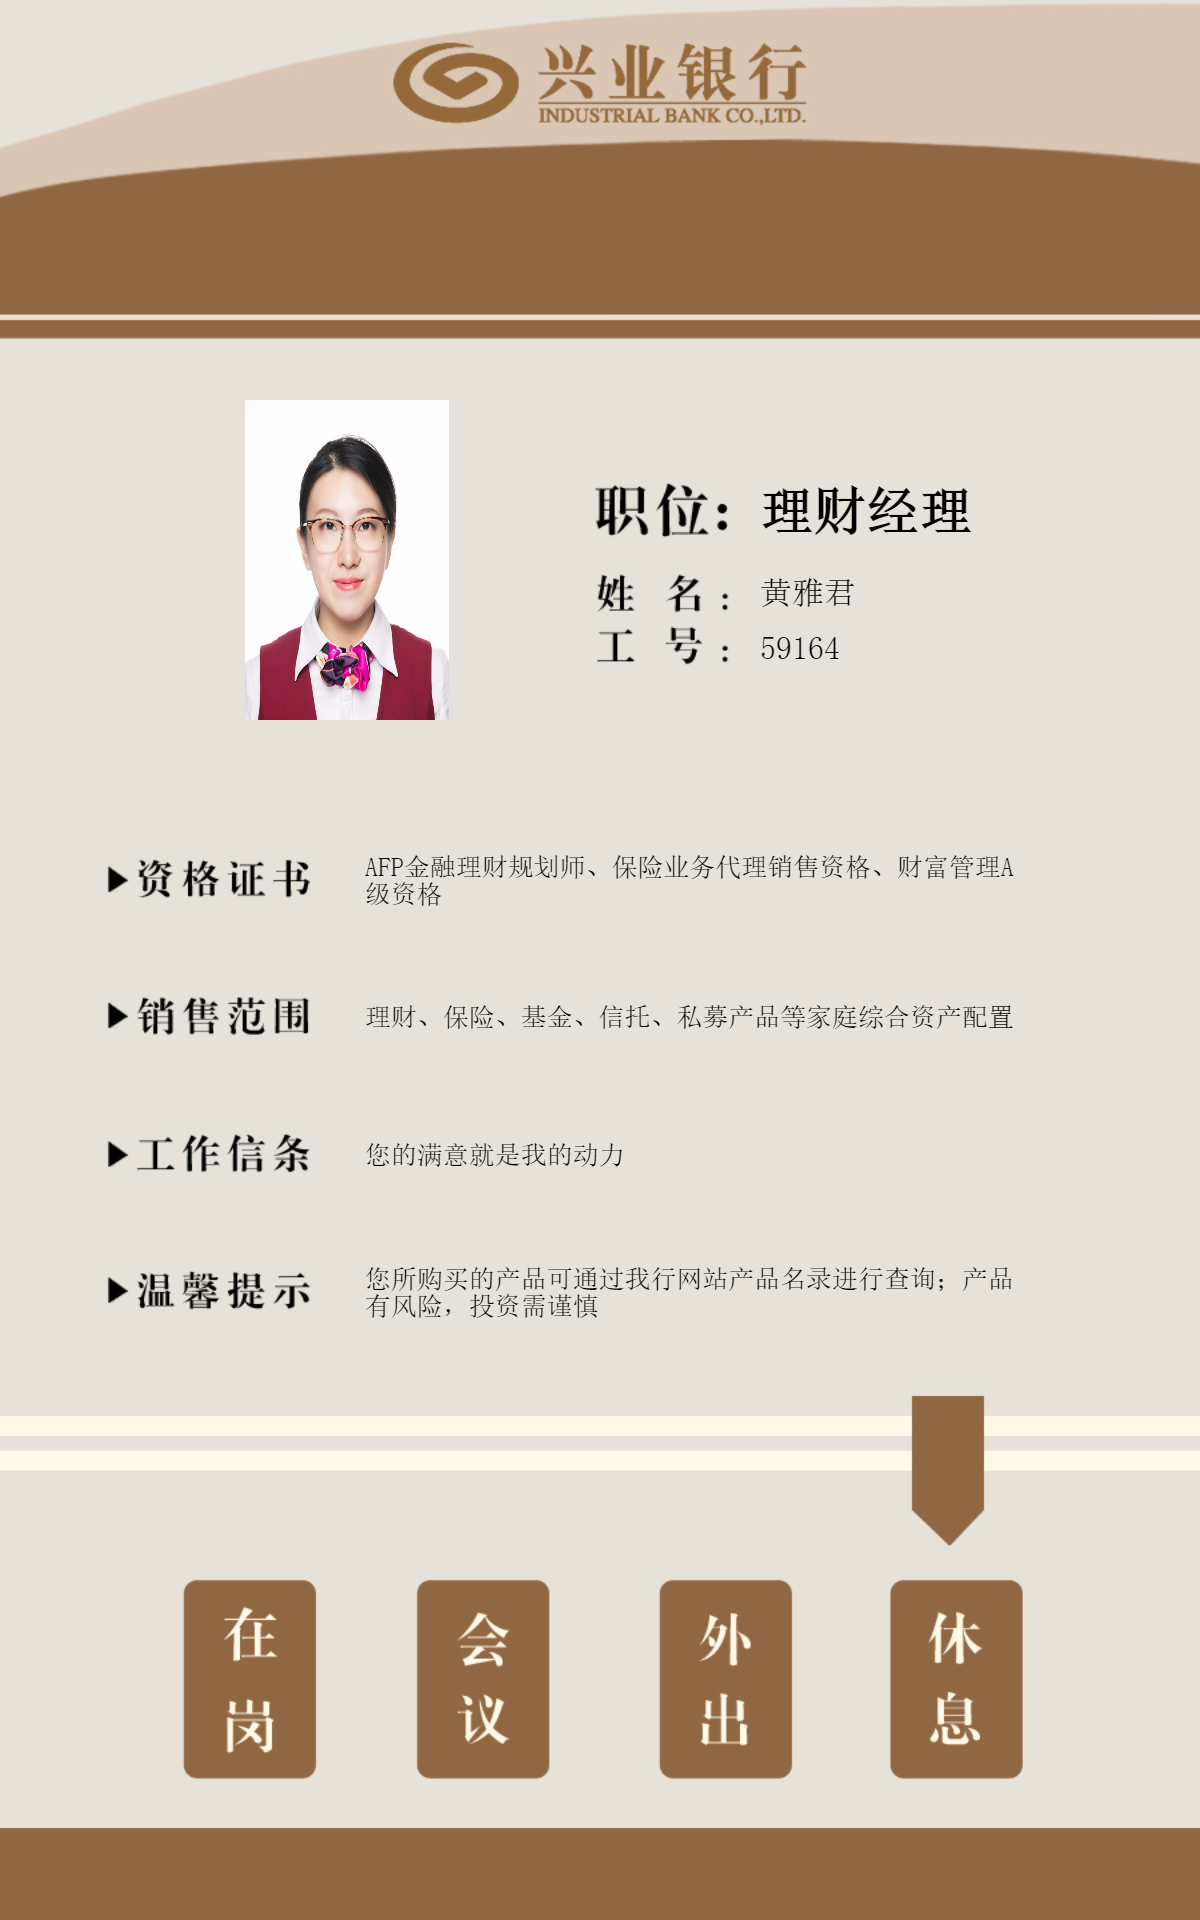 兴业银行
INDUSTRIAL BANK CO.,LTD.
职位：理财经理
姓 名：黄雅君
工 号：59164
▶资格证书
AFP金融理财规划师、保险业务代理销售资格、财富管理A
级资格
▶销售范围
理财、保险、基金、信托、私募产品等家庭综合资产配置
▶工作信条
您的满意就是我的动力
▶温馨提示
您所购买的产品可通过我行网站产品名录进行查询；产品
有风险，投资需谨慎
在岗
会议
外出
休息